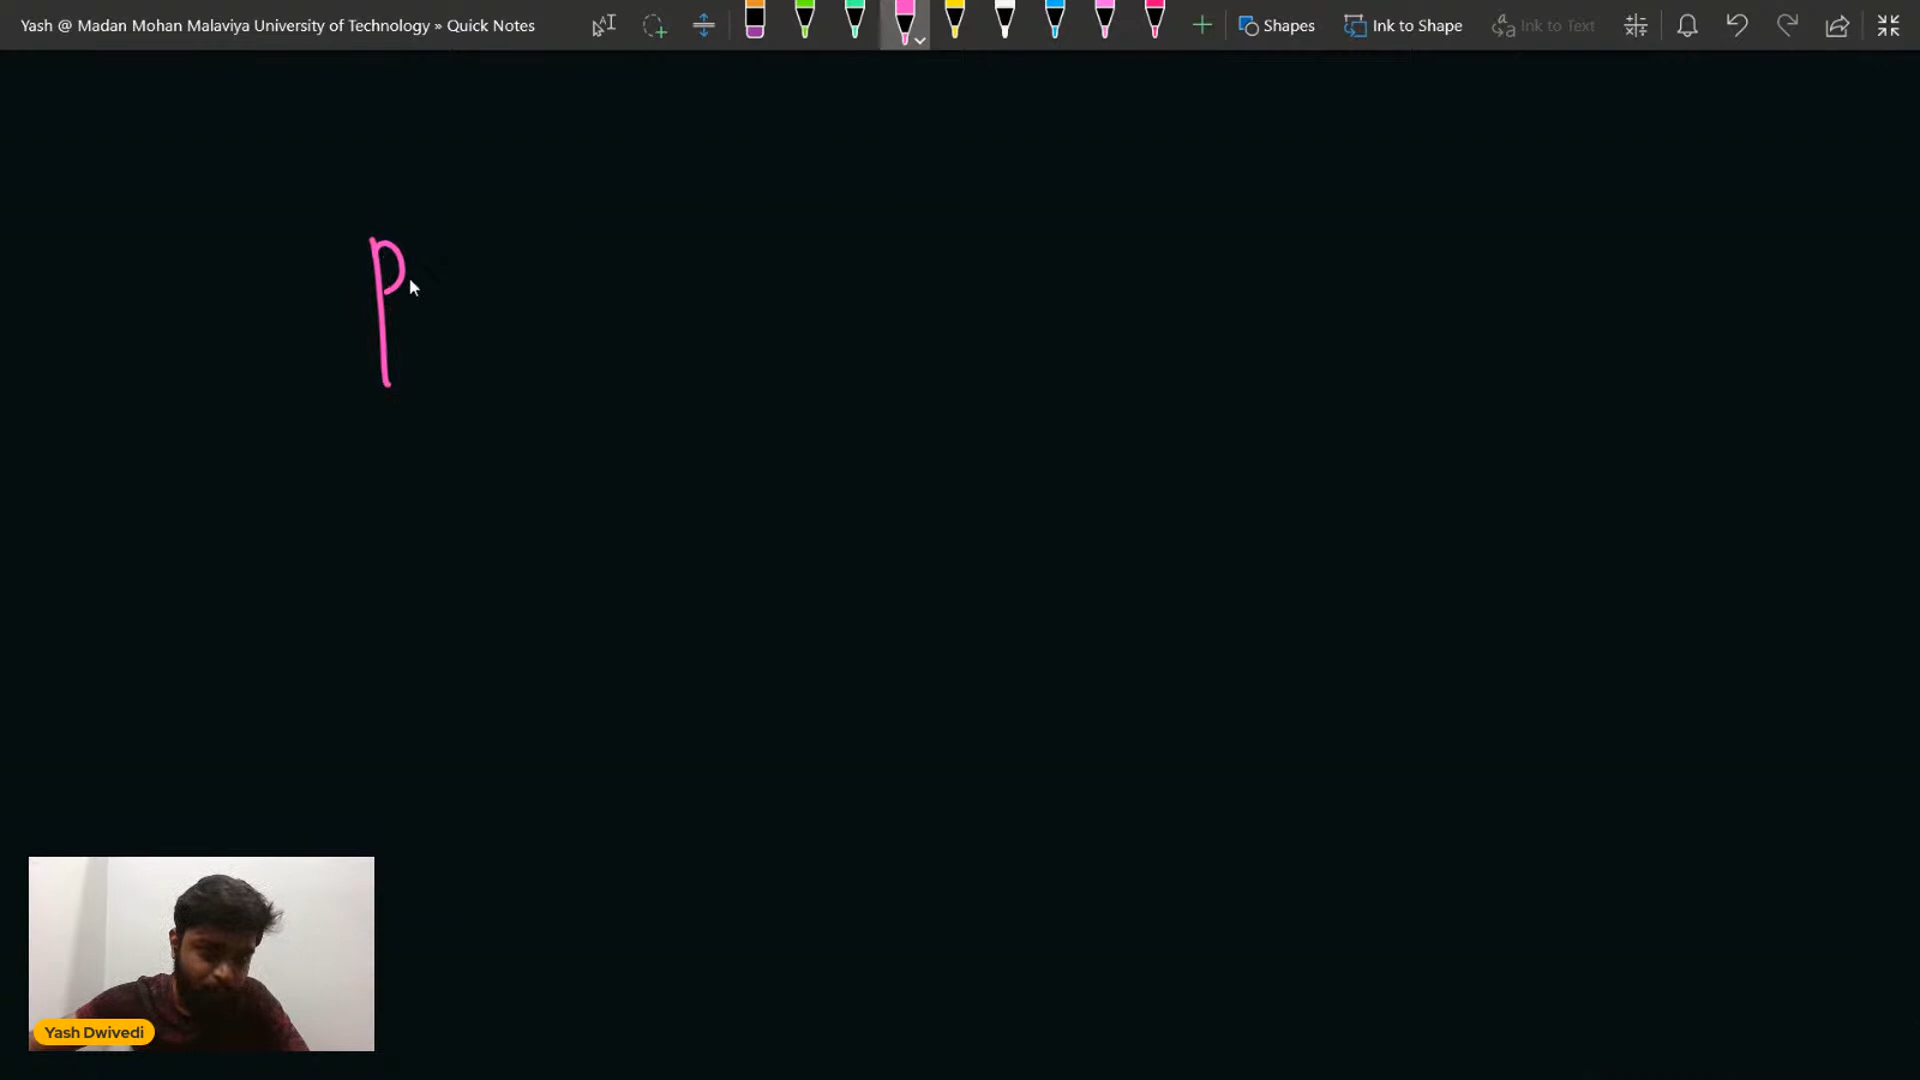 Yash @ Madan Mohan Malaviya University of Technology » Quick Notes
Shapes
Ink to Shape
Ink to Text
P
Yash Dwivedi